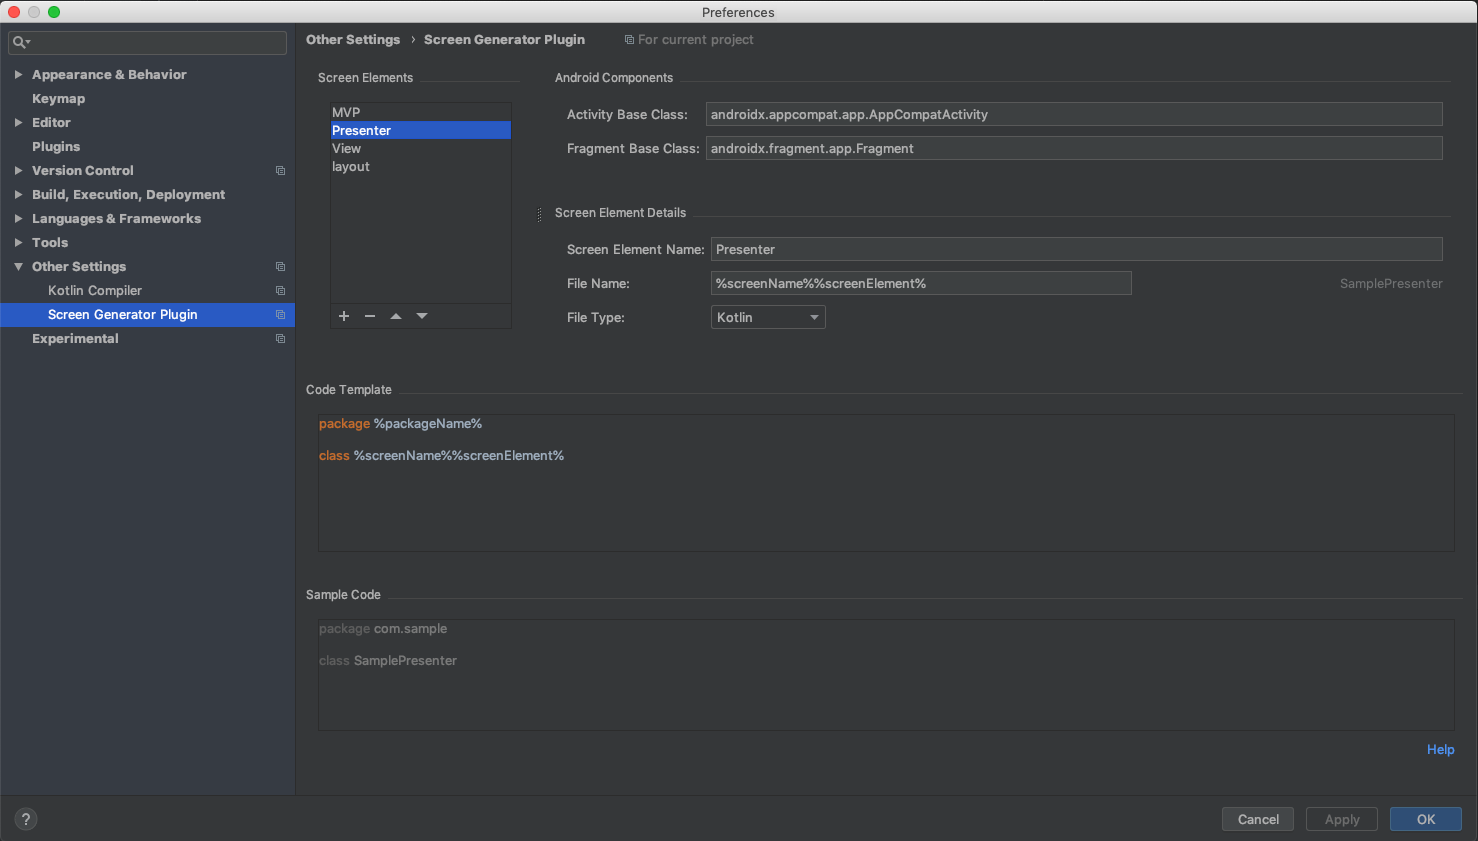 Preferences
Appearance & Behavior
Keymap
Editor
Plugins
Version Control
Build, Execution, Deployment
Languages & Frameworks
Tools
Other Settings
Kotlin Compiler
Screen Generator Plugin
Experimental
Other Settings › Screen Generator Plugin For current project
Screen Elements
MVP
Presenter
View
layout
Android Components
Activity Base Class: androidx.appcompat.app.AppCompatActivity
Fragment Base Class: androidx.fragment.app.Fragment
Screen Element Details
Screen Element Name: Presenter
File Name: %screenName%%screenElement% SamplePresenter
File Type: Kotlin
Code Template
package %packageName%
class %screenName%%screenElement%
Sample Code
package com.sample
class SamplePresenter
Help
? Cancel Apply OK